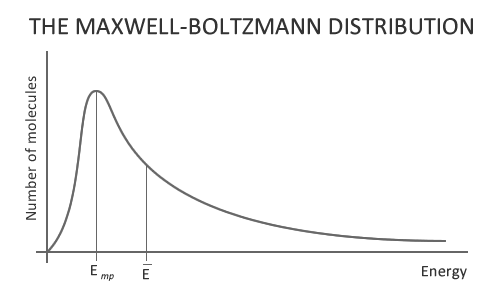 THE MAXWELL-BOLTZMANN DISTRIBUTION
Number of molecules
E mp
Ē
Energy